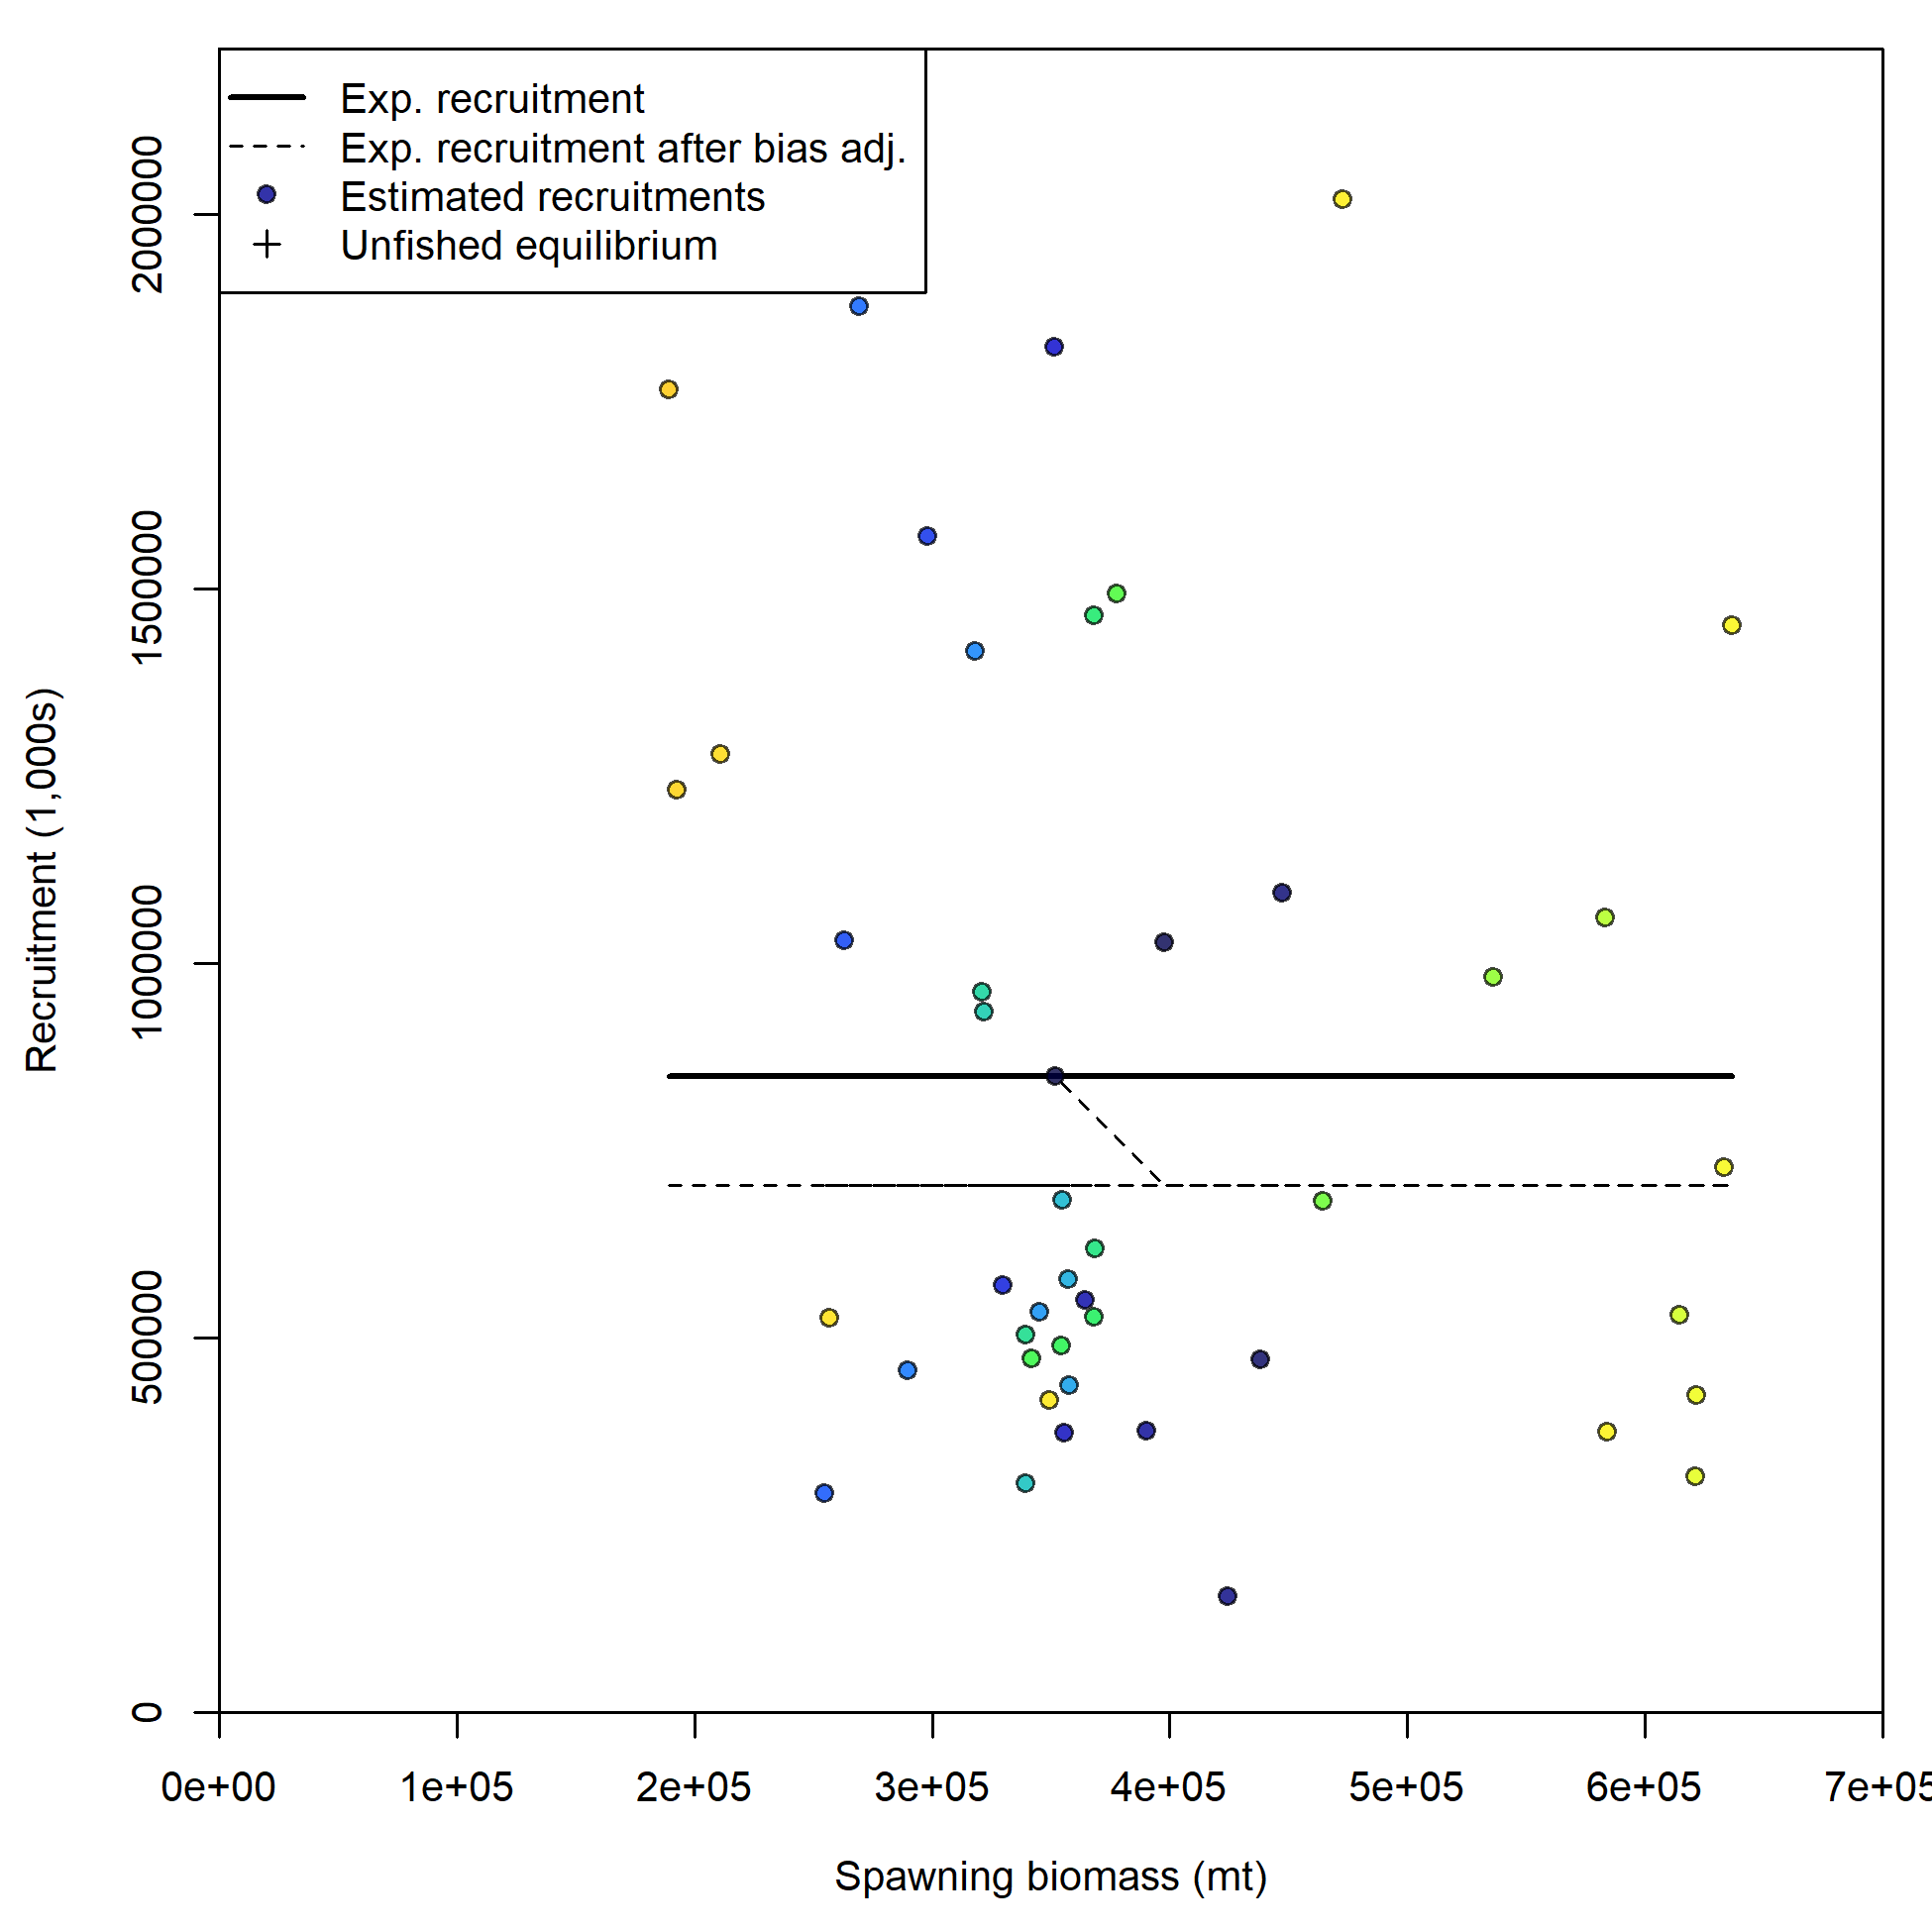 Exp. recruitment
Exp. recruitment after bias adj.
Estimated recruitments
Unfished equilibrium
Recruitment (1,000s)
2000000
1500000
1000000
500000
0
0e+00 1e+05 2e+05 3e+05 4e+05 5e+05 6e+05 7e+05
Spawning biomass (mt)